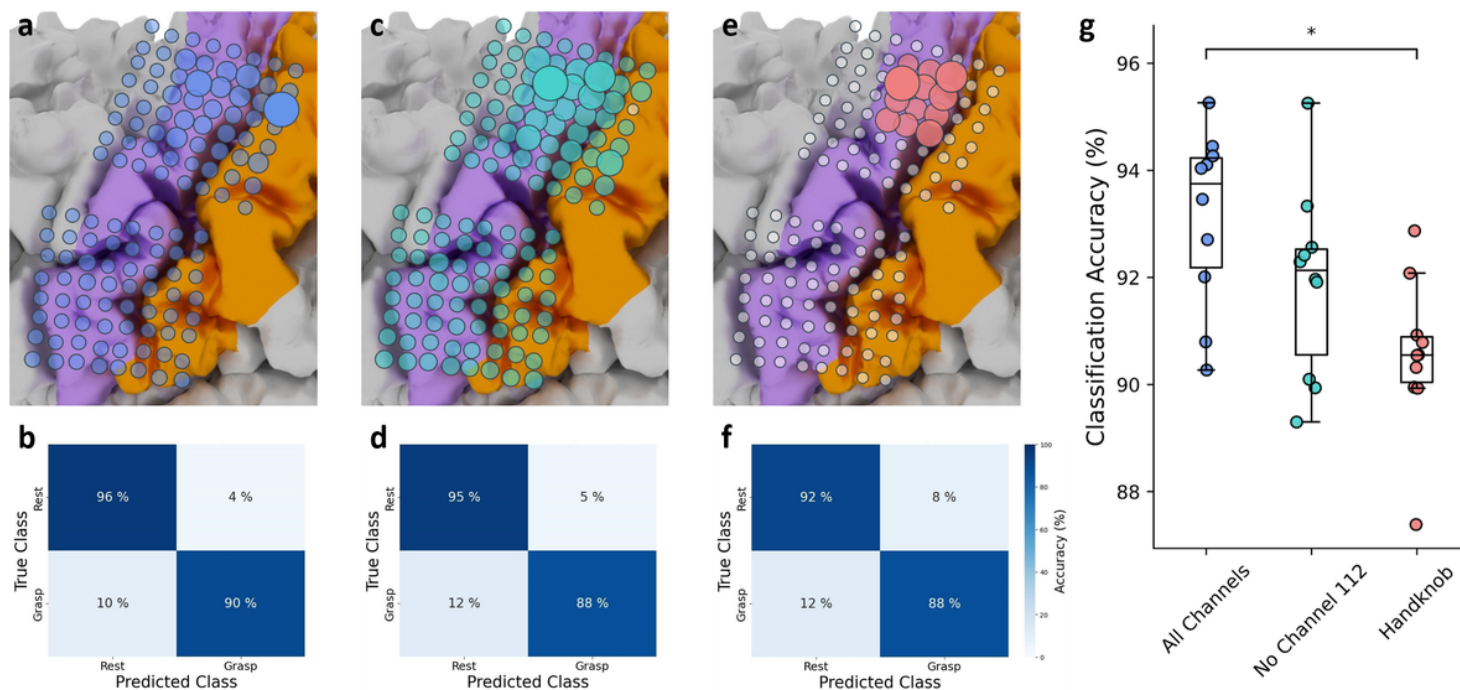 a
c
e
g
*
Classification Accuracy (%)
96
94
92
90
88
All Channels
No Channel 112
Handknob
b
True Class
Rest
Grasp
96 %
4 %
10 %
90 %
Rest
Grasp
Predicted Class
d
True Class
Rest
Grasp
95 %
5 %
12 %
88 %
Rest
Grasp
Predicted Class
f
True Class
Rest
Grasp
92 %
8 %
12 %
88 %
Rest
Grasp
Predicted Class
100
80
60
40
20
0
Accuracy (%)